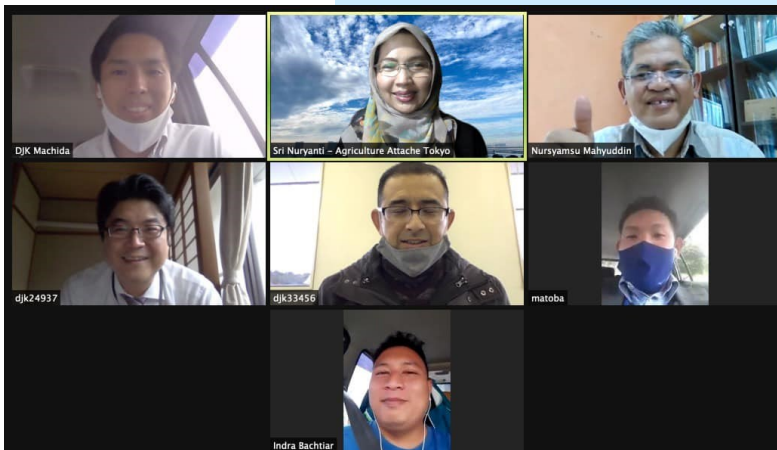 DJK Machida
Sri Nuryanti - Agriculture Attache Tokyo
Nursyamsu Mahyuddin
djk24937
djk33456
matoba
Indra Bachtiar